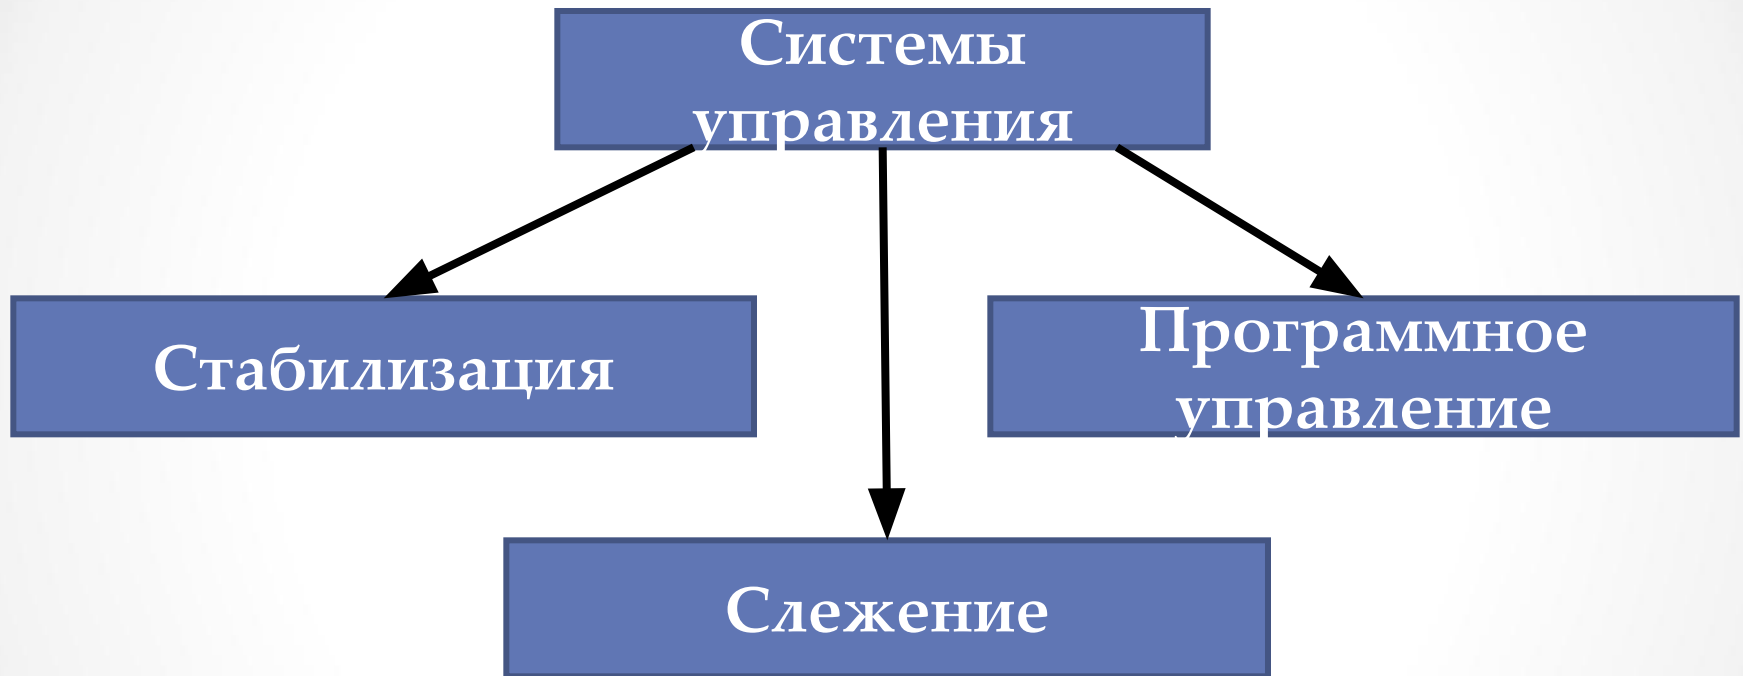 Системы
управления
Стабилизация
Программное
управление
Слежение